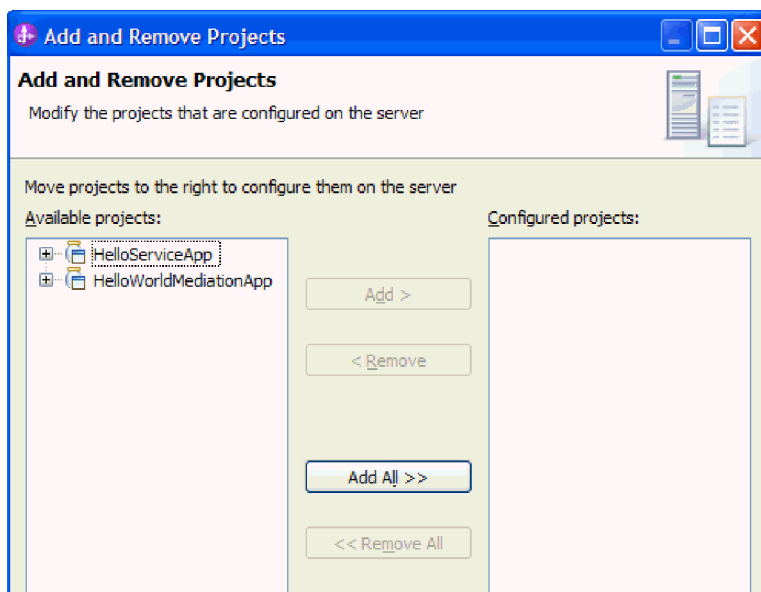 Add and Remove Projects
Add and Remove Projects
Modify the projects that are configured on the server
Move projects to the right to configure them on the server
Available projects:
Configured projects:
HelloServiceApp
HelloWorldMediationApp
Add >
< Remove
Add All >>
<< Remove All